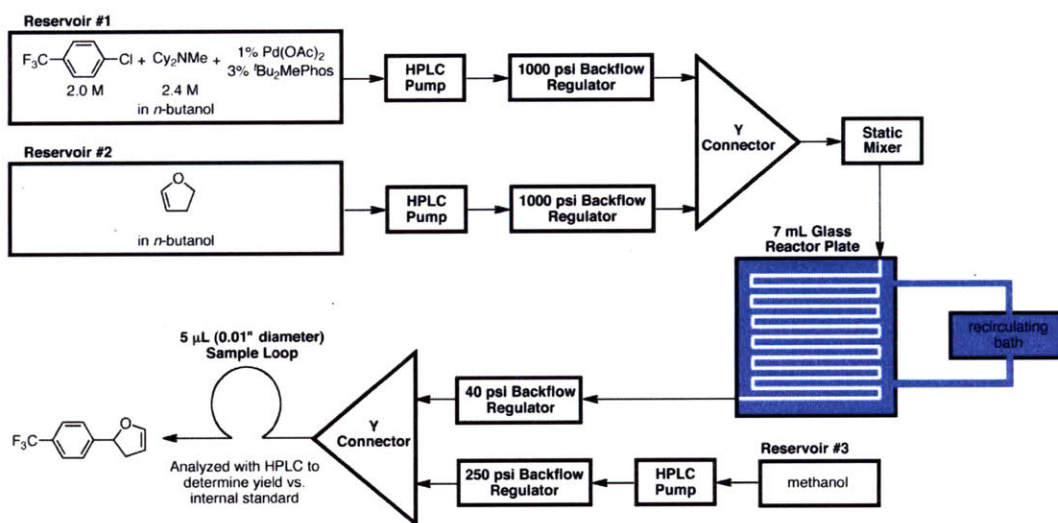 Reservoir #1
F₃C
Cl + Cy₂NMe + 1% Pd(OAc)₂
3% ᵗBu₂MePhos
2.0 M 2.4 M
in n-butanol
HPLC
Pump
1000 psi Backflow
Regulator
Y
Connector
Static
Mixer
Reservoir #2
O
in n-butanol
HPLC
Pump
1000 psi Backflow
Regulator
7 mL Glass
Reactor Plate
recirculating
bath
5 μL (0.01" diameter)
Sample Loop
40 psi Backflow
Regulator
Y
Connector
F₃C
O
Analyzed with HPLC to
determine yield vs.
internal standard
250 psi Backflow
Regulator
HPLC
Pump
Reservoir #3
methanol